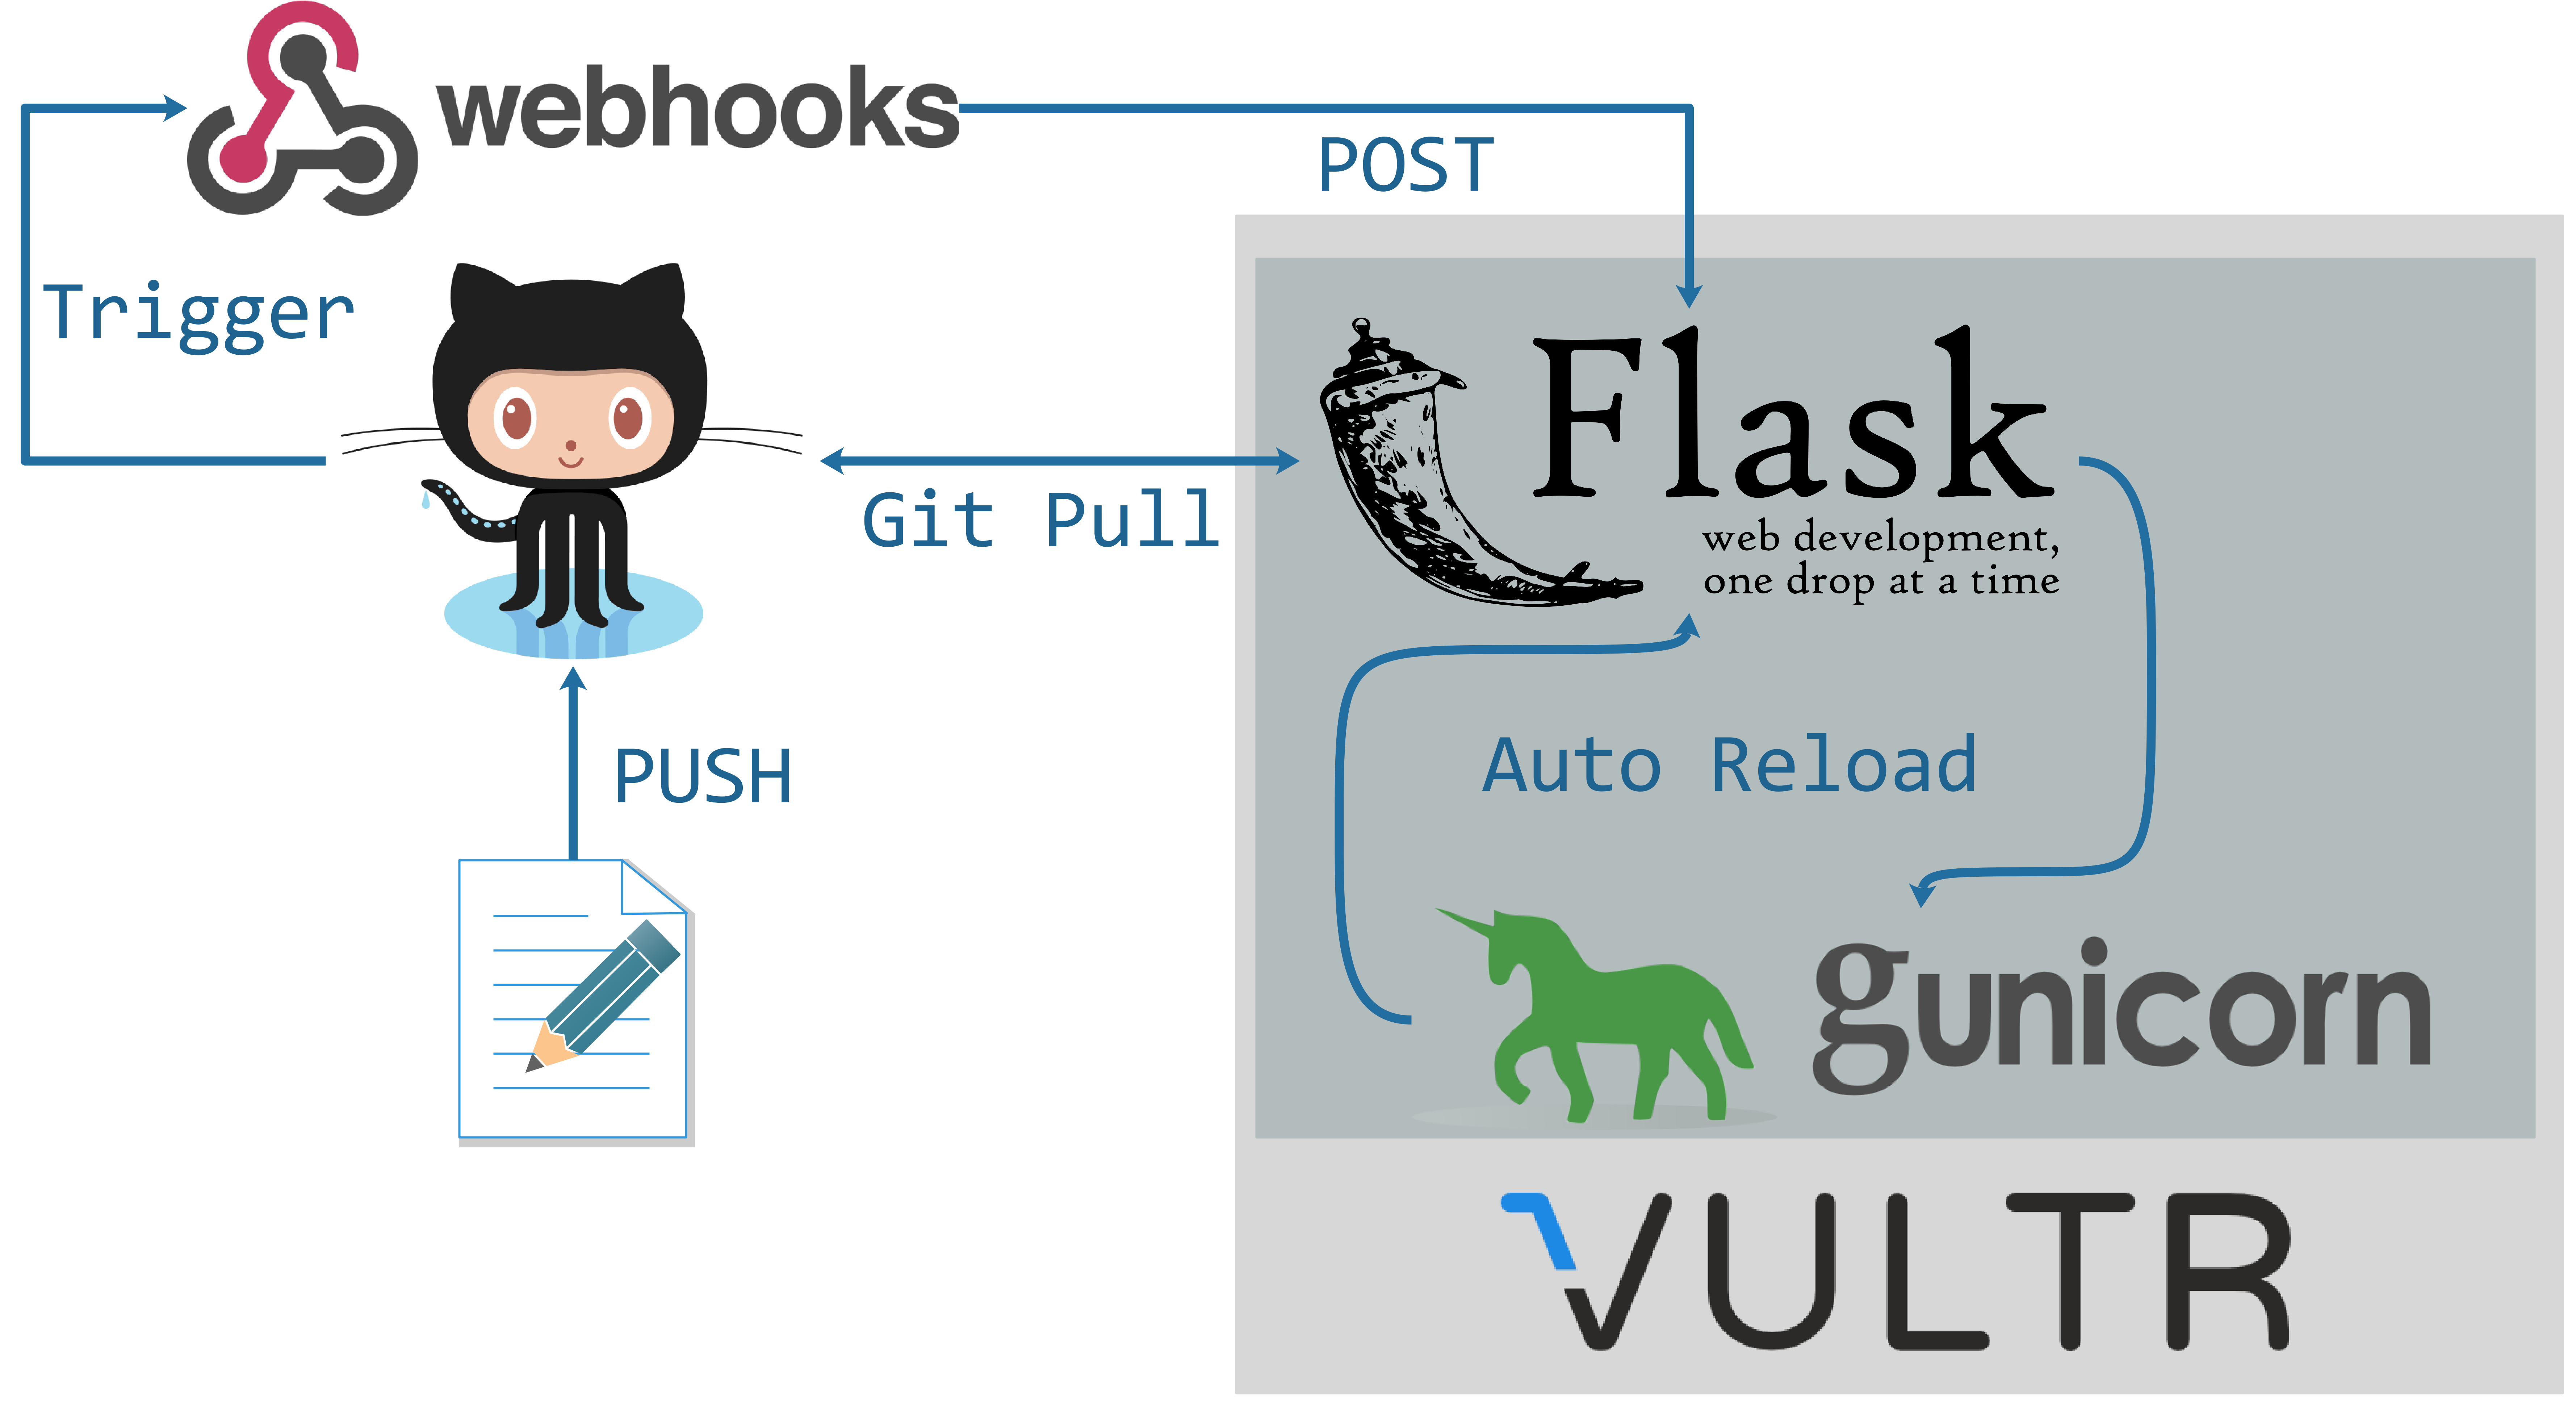 webhooks
POST
Trigger
Flask
web development,
one drop at a time
Git Pull
PUSH
Auto Reload
gunicorn
VULTR